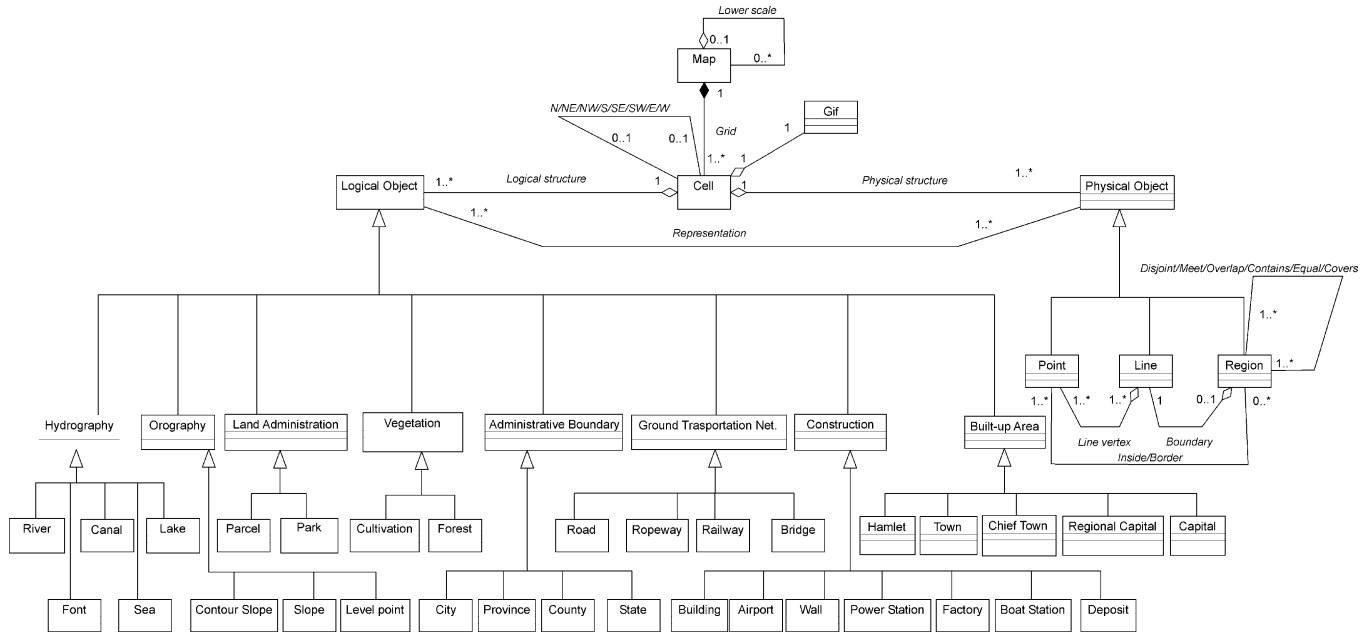 Lower scale
0..1
Map
0..*
1
N/NE/NW/S/SE/SW/E/W
Gif
0..1
0..1
Grid
1
1..*
1
Logical Object
1..*
Logical structure
1
Cell
1
Physical structure
1..*
Physical Object
1..*
Representation
1..*
Disjoint/Meet/Overlap/Contains/Equal/Covers
1..*
Point
Line
Region
1..*
1..*
1..*
1
0..1
0..*
Line vertex
Boundary
Inside/Border
Hydrography
Orography
Land Administration
Vegetation
Administrative Boundary
Ground Trasportation Net.
Construction
Built-up Area
River
Canal
Lake
Parcel
Park
Cultivation
Forest
Road
Ropeway
Railway
Bridge
Hamlet
Town
Chief Town
Regional Capital
Capital
Font
Sea
Contour Slope
Slope
Level point
City
Province
County
State
Building
Airport
Wall
Power Station
Factory
Boat Station
Deposit